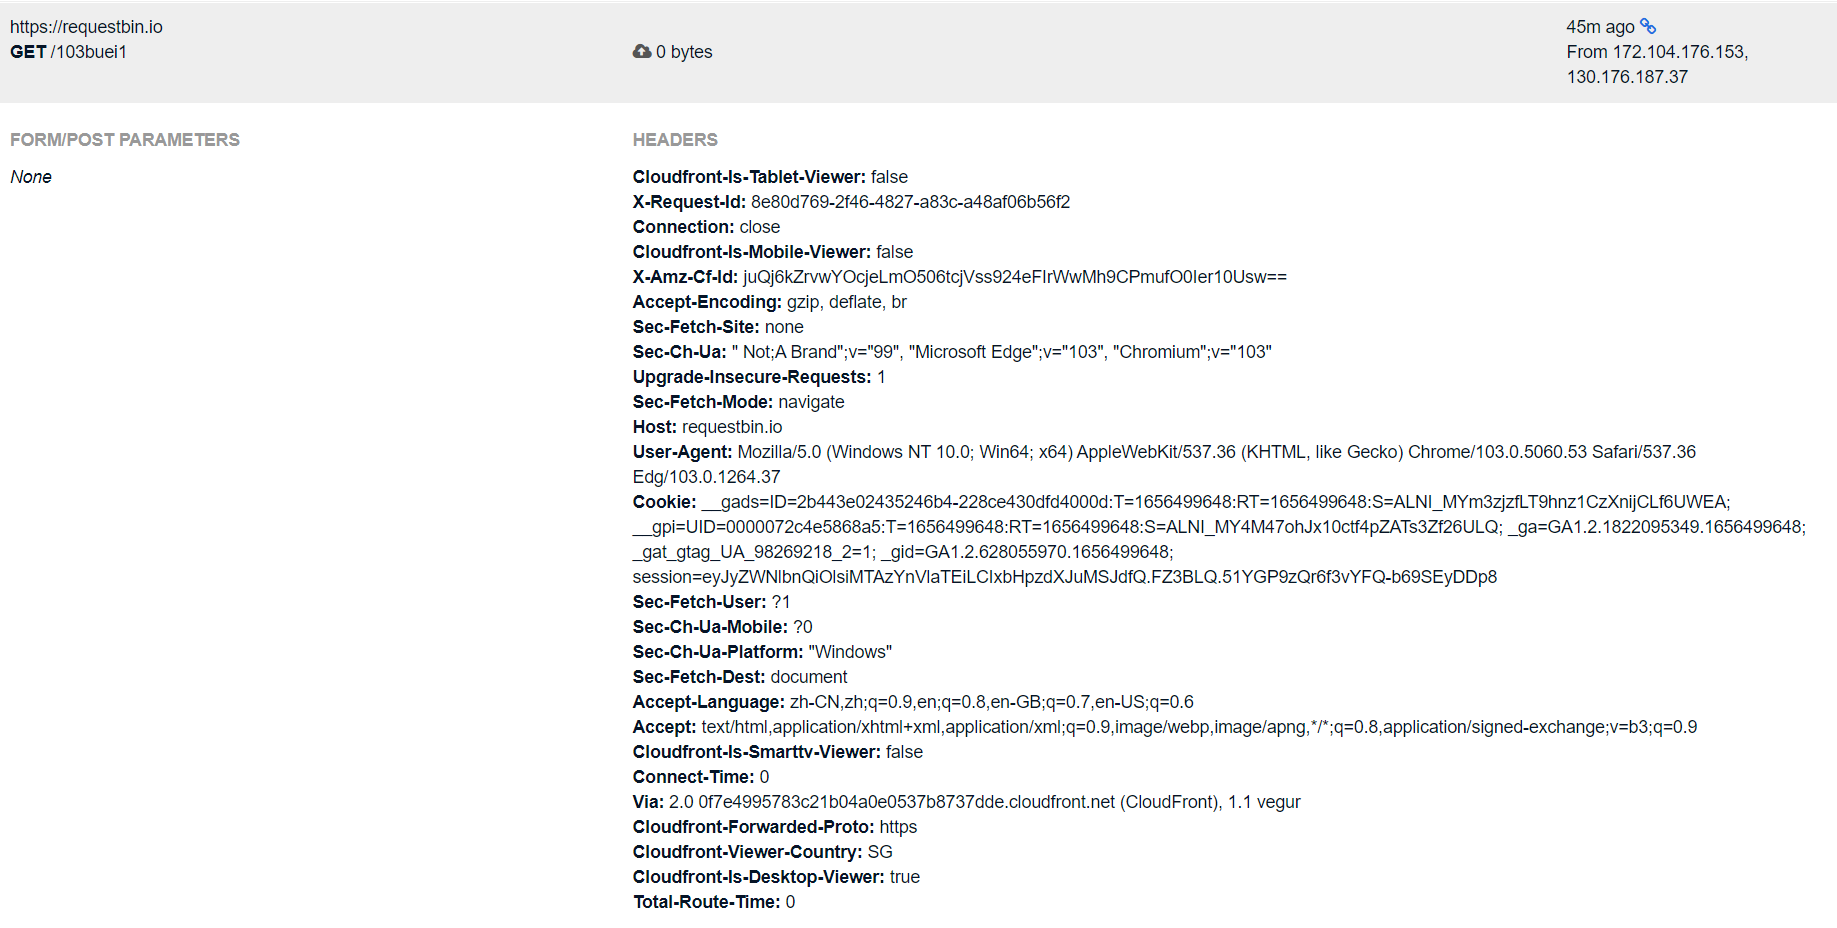 https://requestbin.io
GET /103buei1
0 bytes
45m ago
From 172.104.176.153,
130.176.187.37
FORM/POST PARAMETERS
None
HEADERS
Cloudfront-Is-Tablet-Viewer: false
X-Request-Id: 8e80d769-2f46-4827-a83c-a48af06b56f2
Connection: close
Cloudfront-Is-Mobile-Viewer: false
X-Amz-Cf-Id: juQj6kZrvwYOcjeLmO506tcjVss924eFIrWwMh9CPmufO0Ier10Usw==
Accept-Encoding: gzip, deflate, br
Sec-Fetch-Site: none
Sec-Ch-Ua: " Not;A Brand";v="99", "Microsoft Edge";v="103", "Chromium";v="103"
Upgrade-Insecure-Requests: 1
Sec-Fetch-Mode: navigate
Host: requestbin.io
User-Agent: Mozilla/5.0 (Windows NT 10.0; Win64; x64) AppleWebKit/537.36 (KHTML, like Gecko) Chrome/103.0.5060.53 Safari/537.36
Edg/103.0.1264.37
Cookie: __gads=ID=2b443e02435246b4-228ce430dfd4000d:T=1656499648:RT=1656499648:S=ALNI_MYm3zjzfLT9hnz1CzXnijCLf6UWEA;
__gpi=UID=0000072c4e5868a5:T=1656499648:RT=1656499648:S=ALNI_MY4M47ohJx10ctf4pZATs3Zf26ULQ; _ga=GA1.2.1822095349.1656499648;
_gat_gtag_UA_98269218_2=1; _gid=GA1.2.628055970.1656499648;
session=eyJyZWNlbnQiOlsiMTAzYnVlaTEiLCIxbHpzdXJuMSJdfQ.FZ3BLQ.51YGP9zQr6f3vYFQ-b69SEyDDp8
Sec-Fetch-User: ?1
Sec-Ch-Ua-Mobile: ?0
Sec-Ch-Ua-Platform: "Windows"
Sec-Fetch-Dest: document
Accept-Language: zh-CN,zh;q=0.9,en;q=0.8,en-GB;q=0.7,en-US;q=0.6
Accept: text/html,application/xhtml+xml,application/xml;q=0.9,image/webp,image/apng,*/*;q=0.8,application/signed-exchange;v=b3;q=0.9
Cloudfront-Is-Smarttv-Viewer: false
Connect-Time: 0
Via: 2.0 0f7e4995783c21b04a0e0537b8737dde.cloudfront.net (CloudFront), 1.1 vegur
Cloudfront-Forwarded-Proto: https
Cloudfront-Viewer-Country: SG
Cloudfront-Is-Desktop-Viewer: true
Total-Route-Time: 0